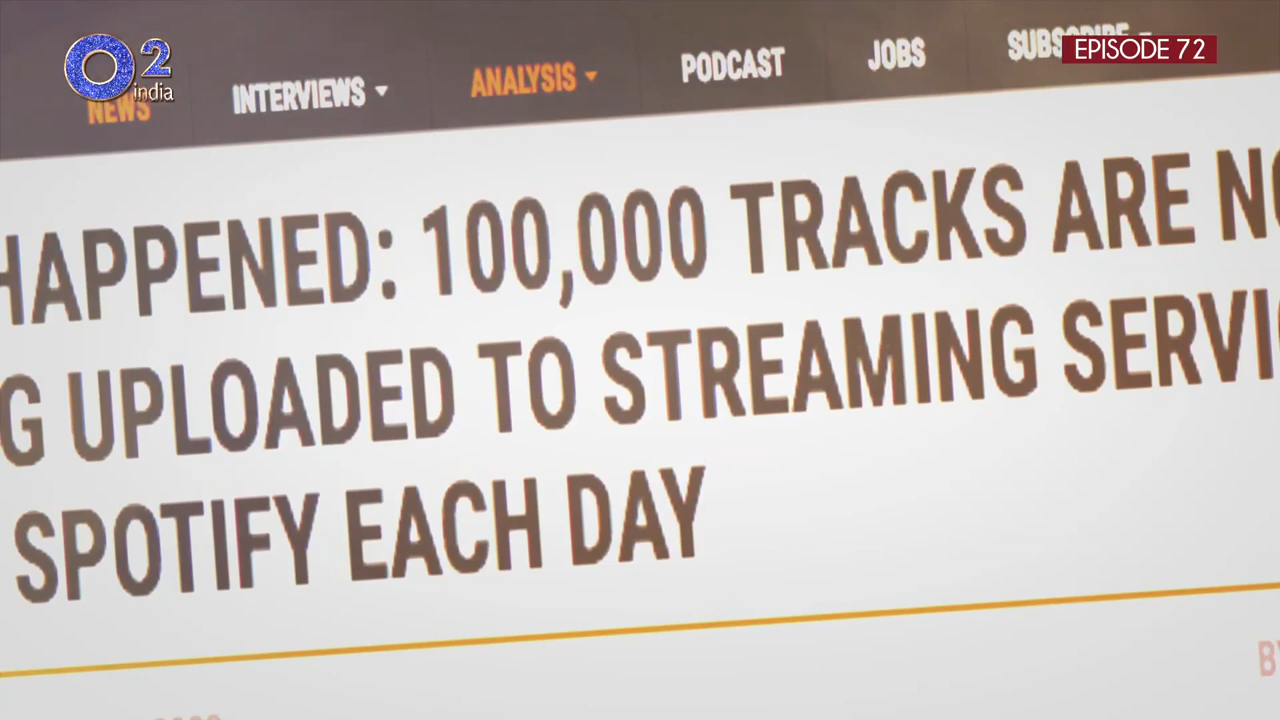 O2
india
EPISODE 72
NEWS
INTERVIEWS
ANALYSIS
PODCAST
JOBS
SUBSCRIBE
HAPPENED: 100,000 TRACKS ARE
UPLOADED TO STREAMING
SPOTIFY EACH DAY